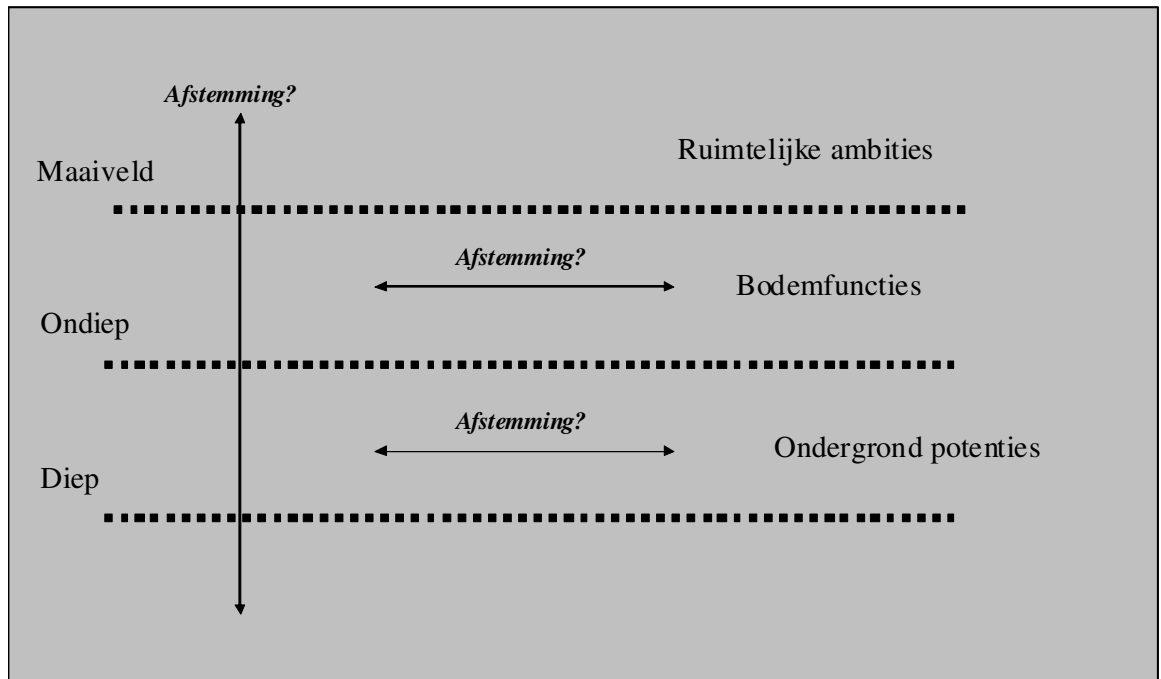 Afstemming?
Ruimtelijke ambities
Maaiveld
Afstemming?
Bodemfuncties
Ondiep
Afstemming?
Ondergrond potenties
Diep